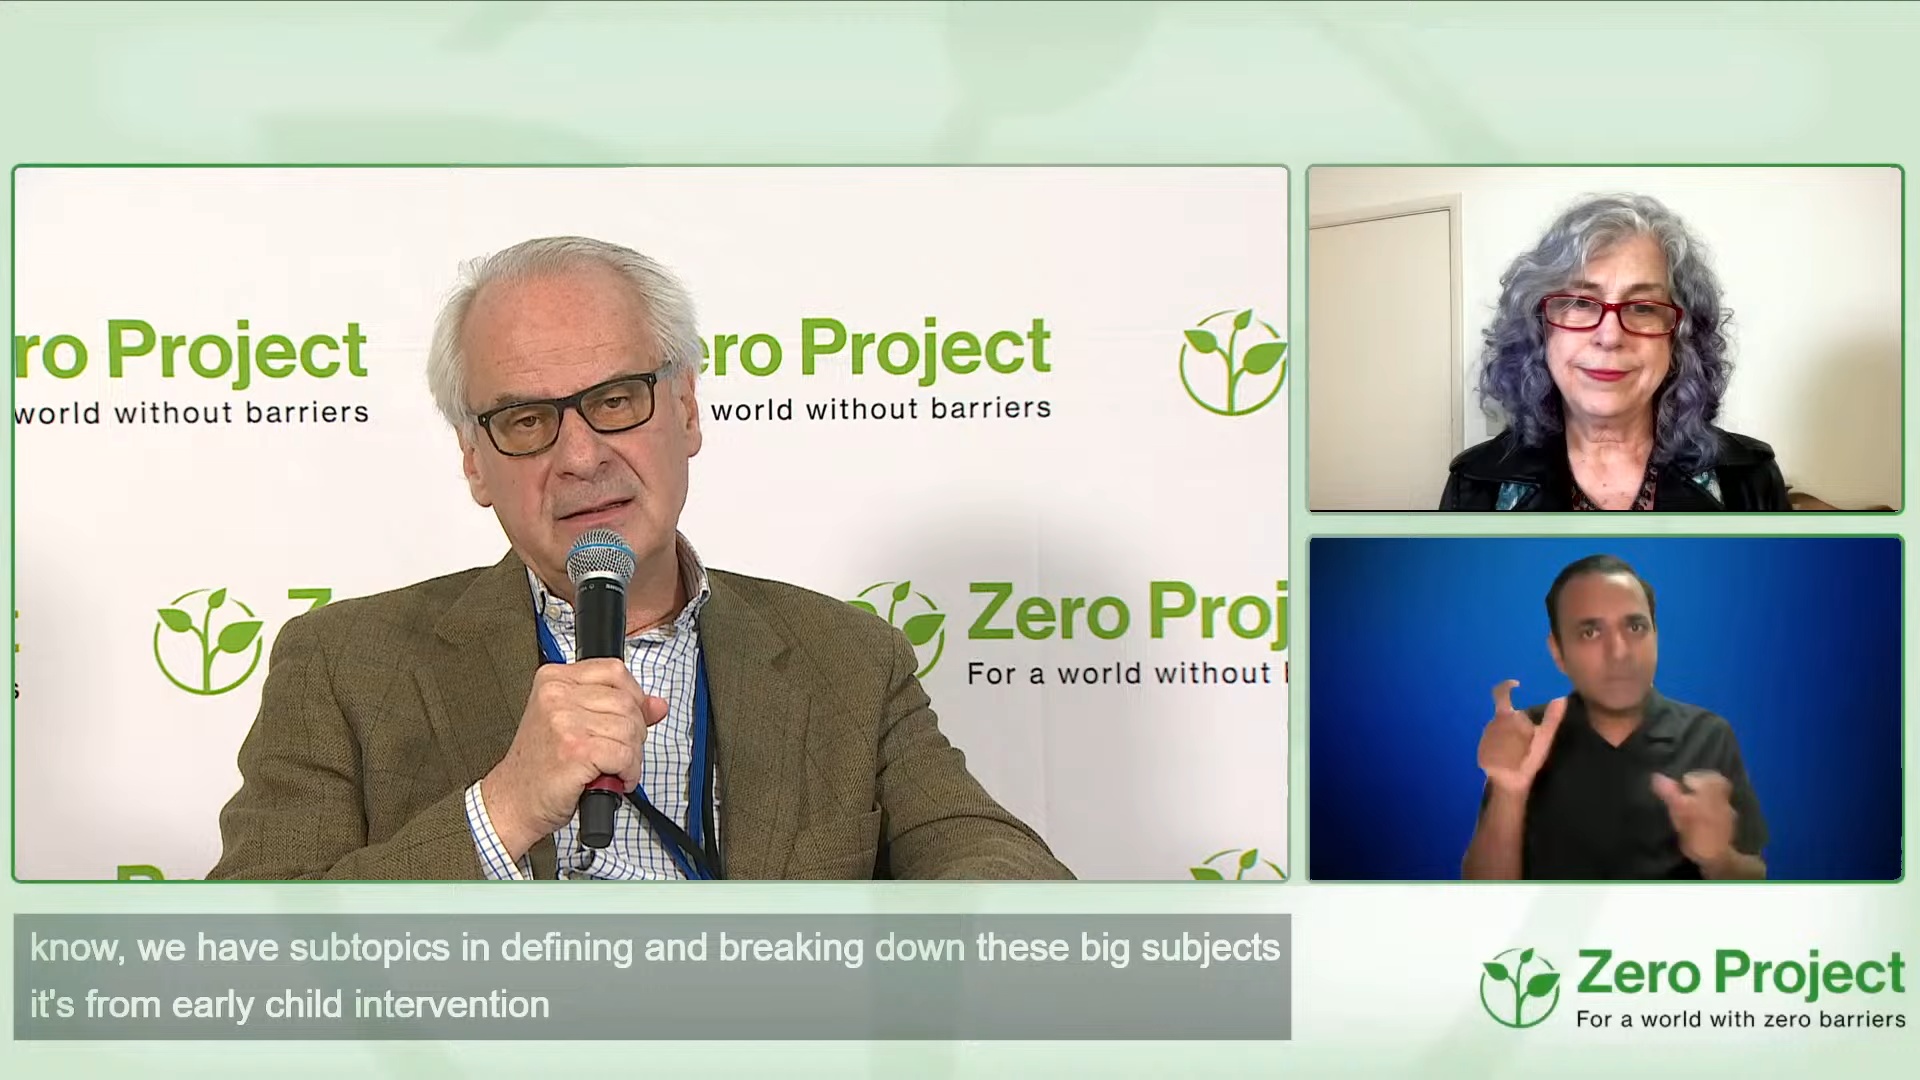 ro Project
world without barriers
ero Project
world without barriers
Zero Proj
For a world without
know, we have subtopics in defining and breaking down these big subjects
it's from early child intervention
Zero Project
For a world with zero barriers